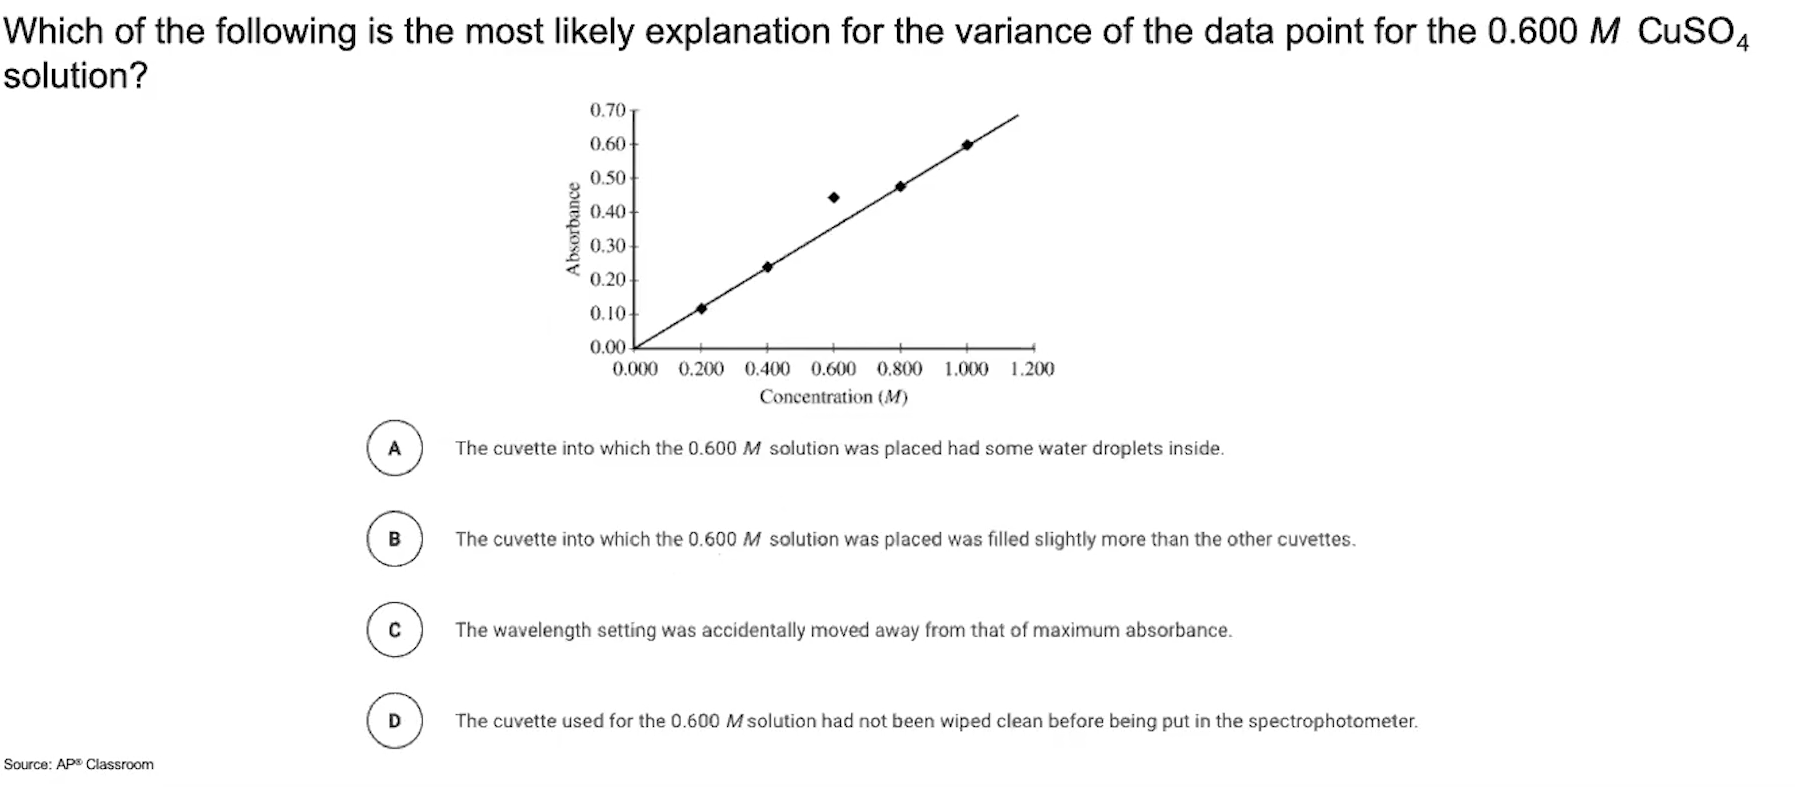 Which of the following is the most likely explanation for the variance of the data point for the 0.600 M CuSO₄
solution?
0.70
0.60
0.50
0.40
0.30
0.20
0.10
0.00
Absorbance
0.000 0.200 0.400 0.600 0.800 1.000 1.200
Concentration (M)
A The cuvette into which the 0.600 M solution was placed had some water droplets inside.
B The cuvette into which the 0.600 M solution was placed was filled slightly more than the other cuvettes.
C The wavelength setting was accidentally moved away from that of maximum absorbance.
D The cuvette used for the 0.600 M solution had not been wiped clean before being put in the spectrophotometer.
Source: AP® Classroom